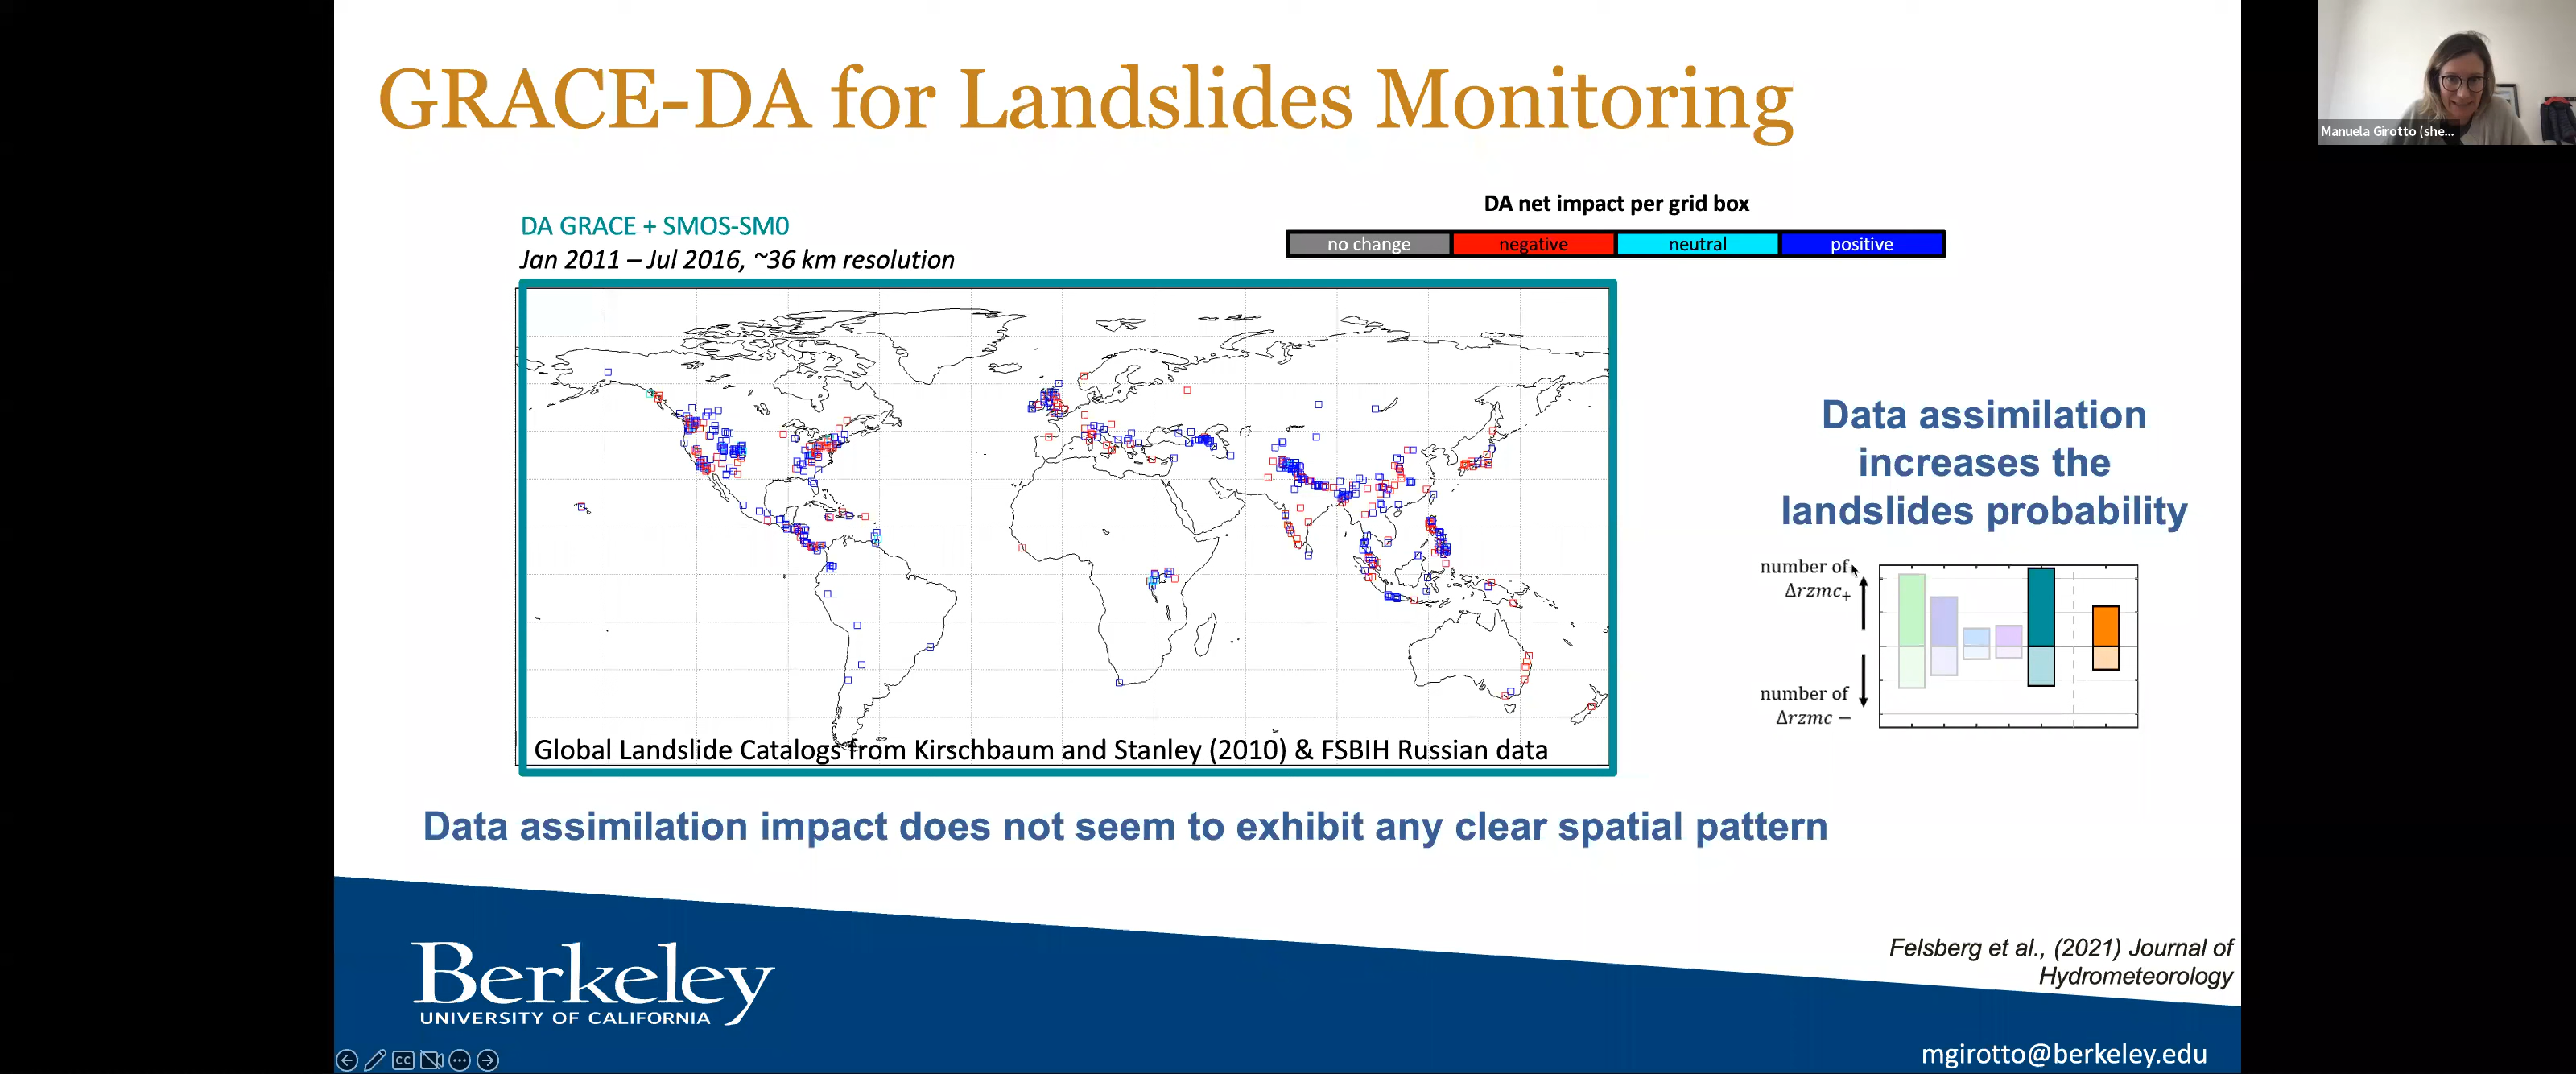 GRACE-DA for Landslides Monitoring
Manuela Girotto (she...
DA GRACE + SMOS-SM0
Jan 2011 – Jul 2016, ~36 km resolution
DA net impact per grid box
no change
negative
neutral
positive
Global Landslide Catalogs from Kirschbaum and Stanley (2010) & FSBIH Russian data
Data assimilation
increases the
landslides probability
number of
Δrzmc+
number of
Δrzmc −
Data assimilation impact does not seem to exhibit any clear spatial pattern
Felsberg et al., (2021) Journal of
Hydrometeorology
Berkeley
UNIVERSITY OF CALIFORNIA
CC
mgirotto@berkeley.edu